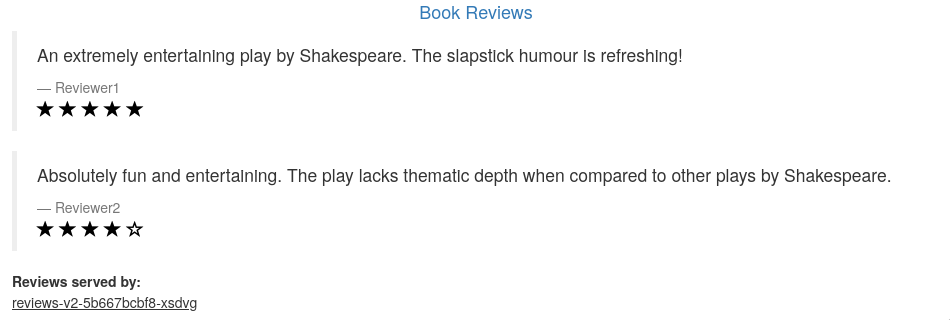 Book Reviews
An extremely entertaining play by Shakespeare. The slapstick humour is refreshing!
— Reviewer1
★★★★★
Absolutely fun and entertaining. The play lacks thematic depth when compared to other plays by Shakespeare.
— Reviewer2
★★★★☆
Reviews served by:
reviews-v2-5b667bcbf8-xsdvg